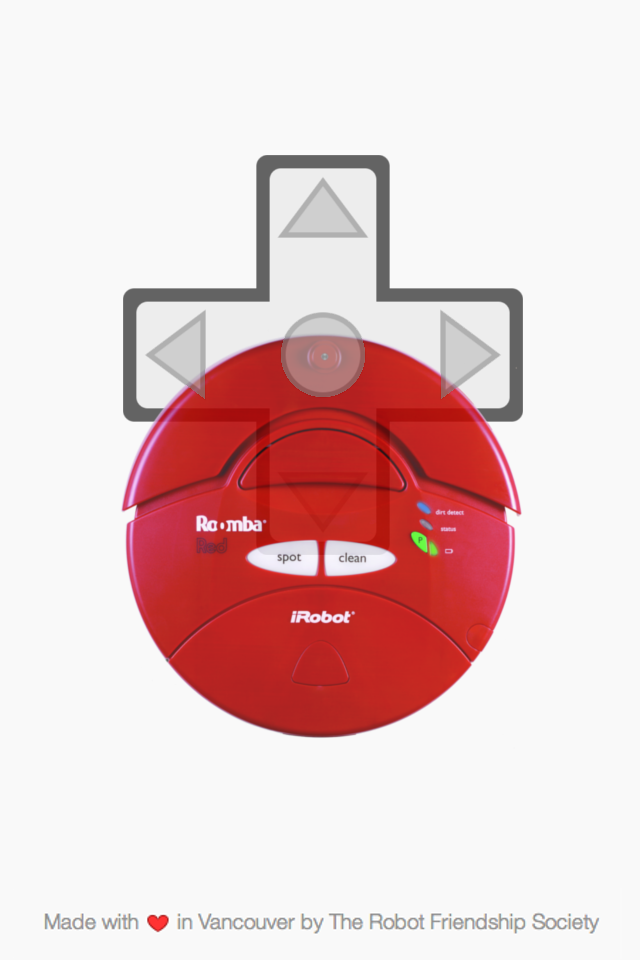 Roomba®
Red
dirt detect
status
P
spot
clean
iRobot®
Made with ❤ in Vancouver by The Robot Friendship Society